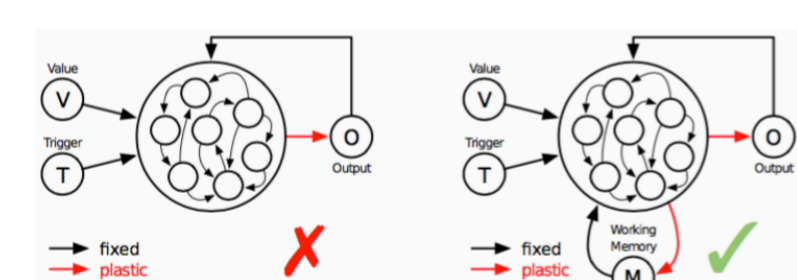 Value
V
Trigger
T
O
Output
fixed
plastic
Value
V
Trigger
T
O
Output
Working
Memory
M
fixed
plastic